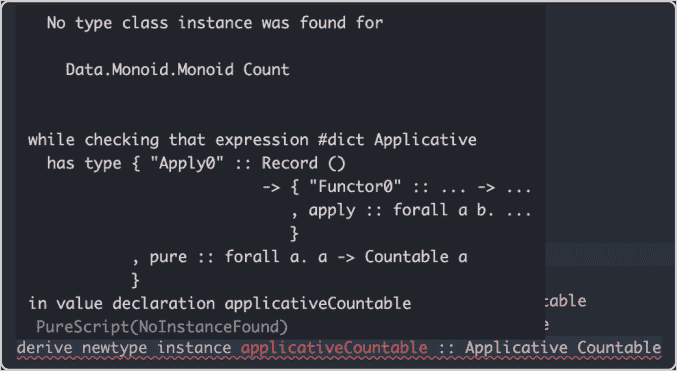 No type class instance was found for
Data.Monoid.Monoid Count
while checking that expression #dict Applicative
has type { "Apply0" :: Record ()
-> { "Functor0" :: ... -> ...
, apply :: forall a b. ...
}
, pure :: forall a. a -> Countable a
}
in value declaration applicativeCountable
table
PureScript(NoInstanceFound)
e
derive newtype instance applicativeCountable :: Applicative Countable